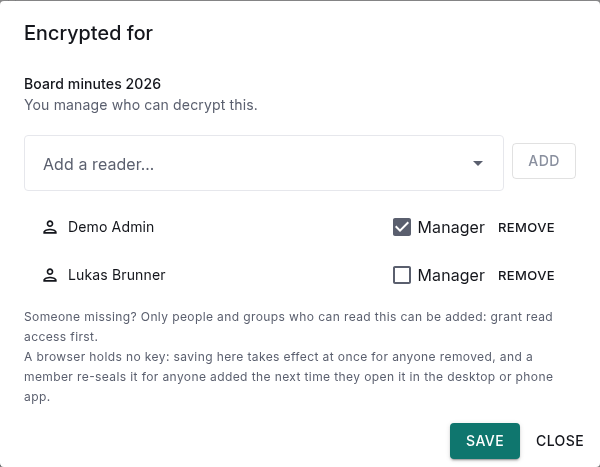 Encrypted for
Board minutes 2026
You manage who can decrypt this.
Add a reader...
ADD
Demo Admin
Manager
REMOVE
Lukas Brunner
Manager
REMOVE
Someone missing? Only people and groups who can read this can be added: grant read
access first.
A browser holds no key: saving here takes effect at once for anyone removed, and a
member re-seals it for anyone added the next time they open it in the desktop or phone
app.
SAVE
CLOSE